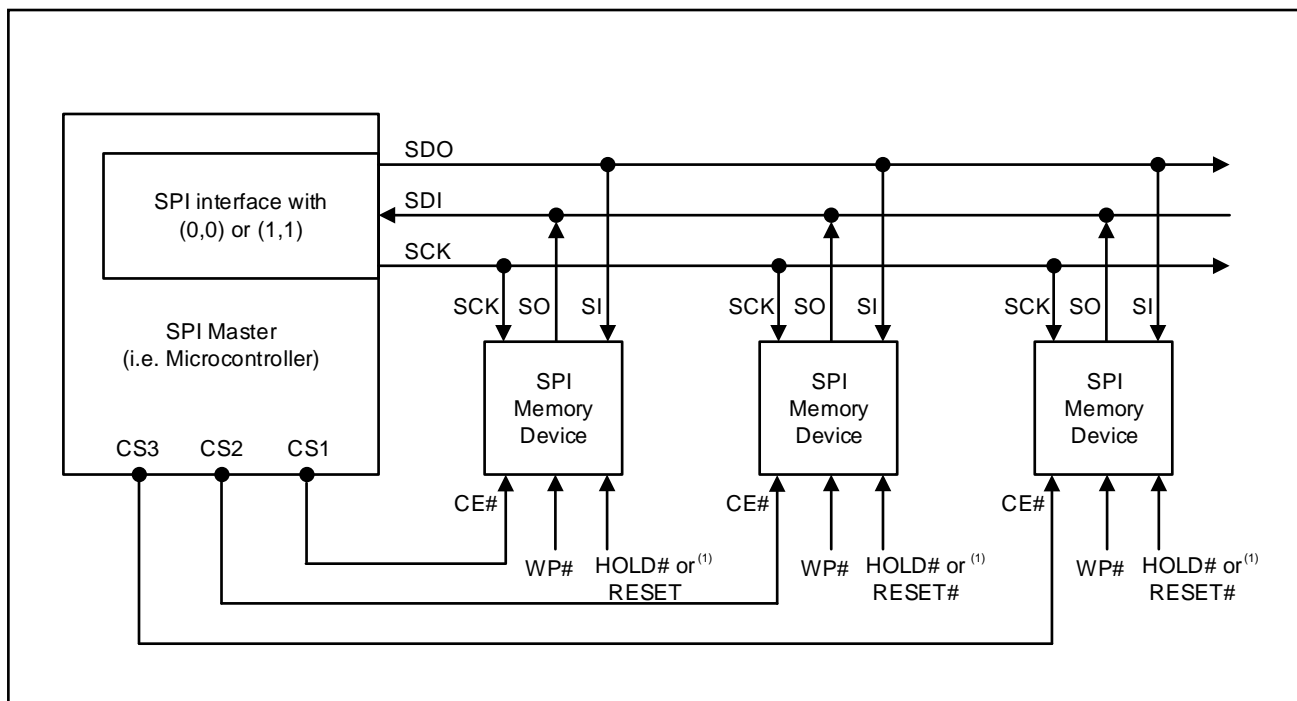 SDO
SPI interface with
(0,0) or (1,1)
SDI
SCK
SPI Master
(i.e. Microcontroller)
SCK SO SI
SCK SO SI
SCK SO SI
SPI
Memory
Device
SPI
Memory
Device
SPI
Memory
Device
CS3 CS2 CS1
CE#
WP#
HOLD# or (1)
RESET
CE#
WP#
HOLD# or (1)
RESET#
CE#
WP#
HOLD# or (1)
RESET#